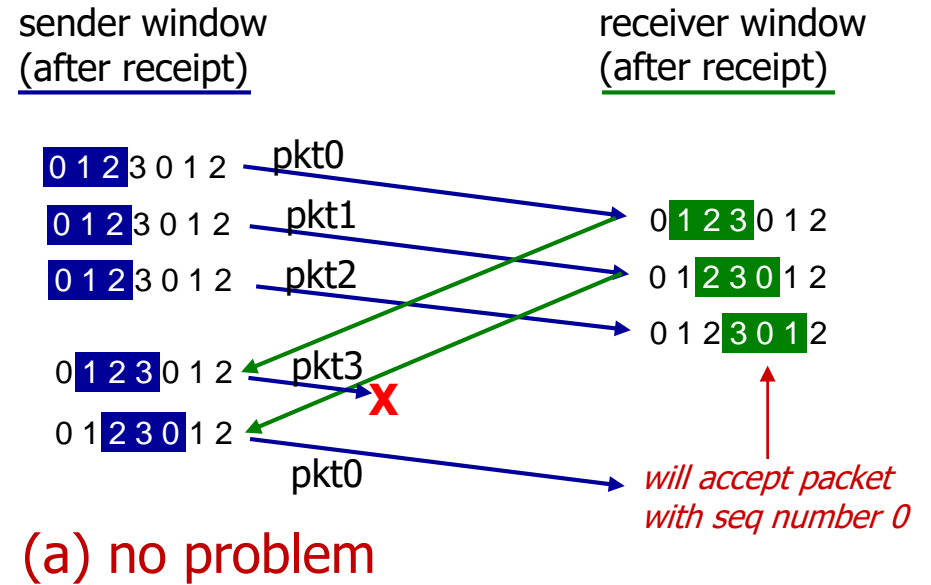 sender window
(after receipt)
receiver window
(after receipt)
0 1 2 3 0 1 2
pkt0
0 1 2 3 0 1 2
pkt1
0 1 2 3 0 1 2
0 1 2 3 0 1 2
pkt2
0 1 2 3 0 1 2
0 1 2 3 0 1 2
0 1 2 3 0 1 2
pkt3
X
0 1 2 3 0 1 2
pkt0
will accept packet
with seq number 0
(a) no problem